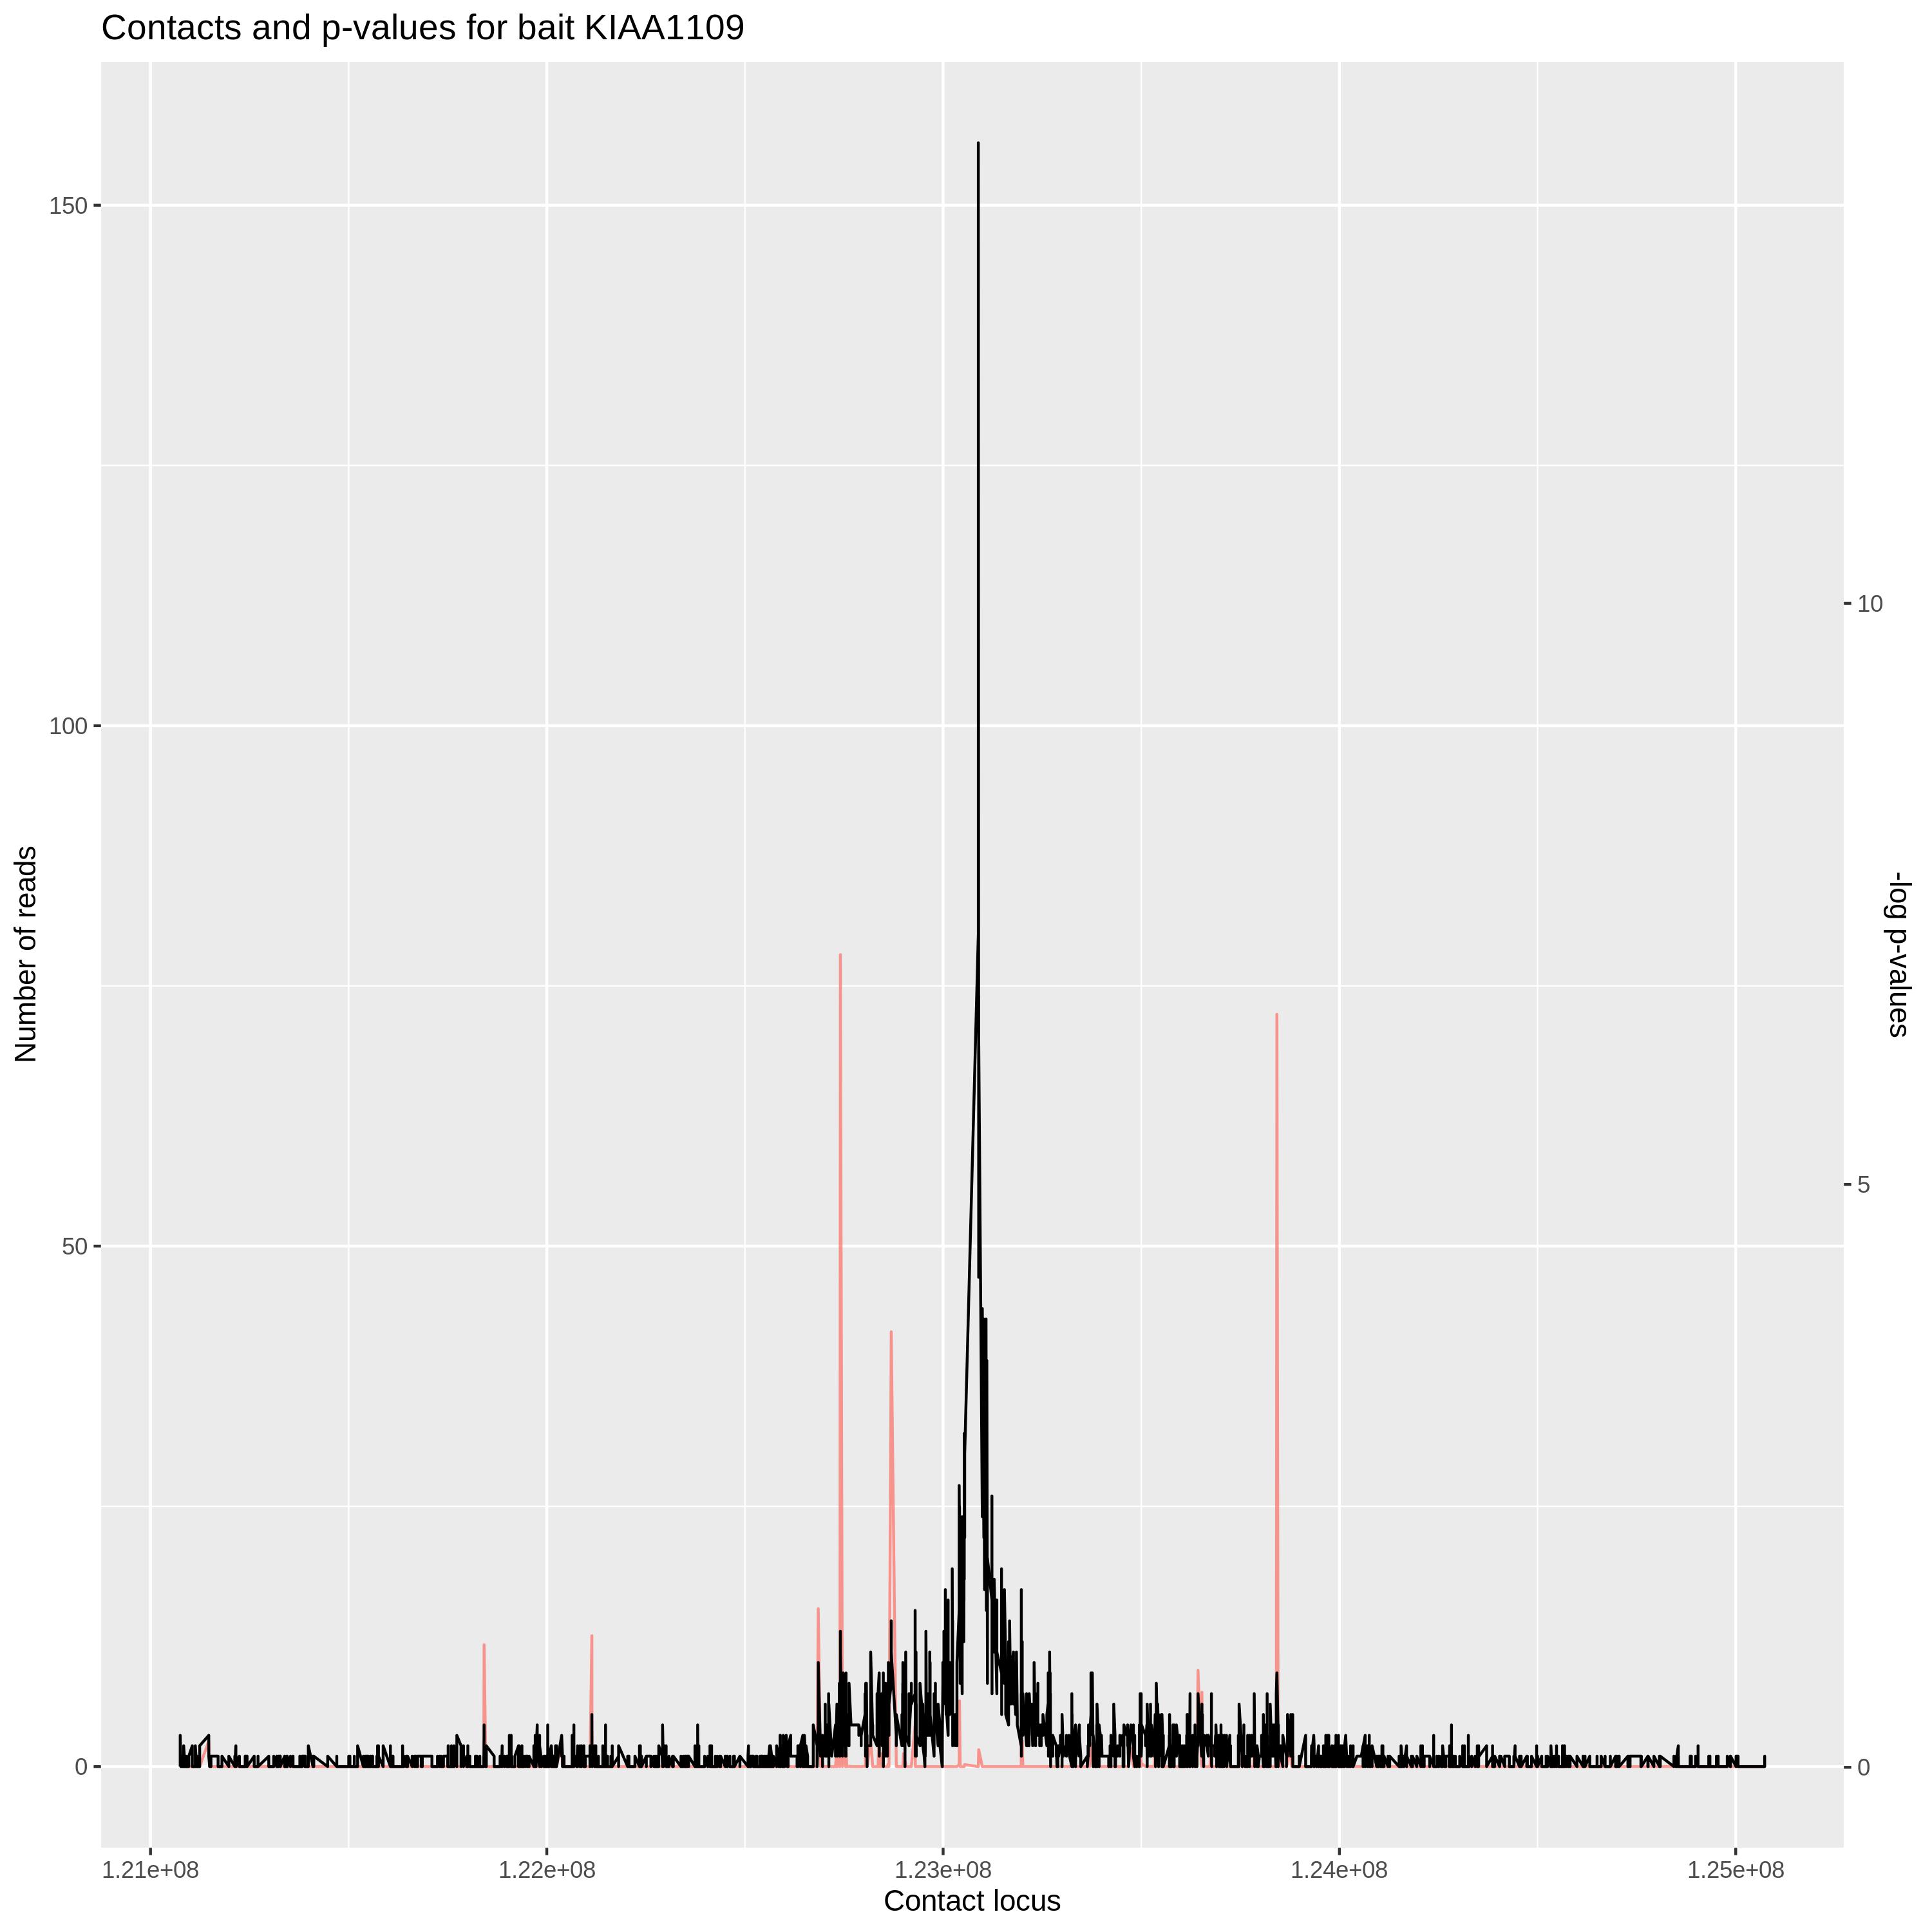 Contacts and p-values for bait KIAA1109
Number of reads
150
100
50
0
10
5
0
-log p-values
1.21e+08
1.22e+08
1.23e+08
1.24e+08
1.25e+08
Contact locus